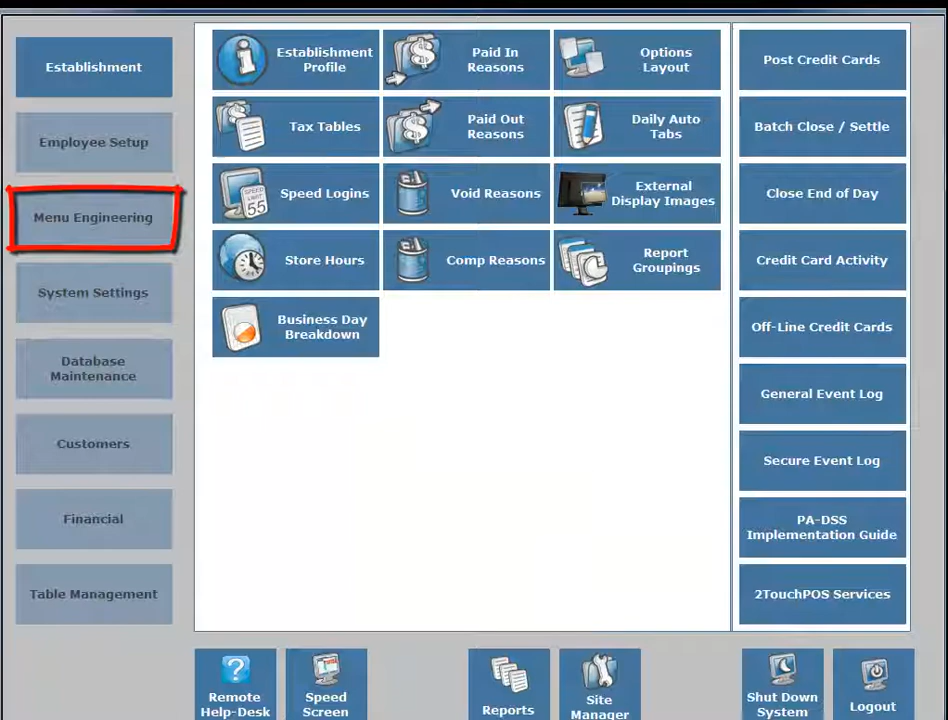 Establishment
Employee Setup
Menu Engineering
System Settings
Database
Maintenance
Customers
Financial
Table Management
Establishment
Profile
Paid In
Reasons
Options
Layout
Tax Tables
Paid Out
Reasons
Daily Auto
Tabs
SPEED
LIMIT
55
Speed Logins
Void Reasons
External
Display Images
Store Hours
Comp Reasons
Report
Groupings
Business Day
Breakdown
Post Credit Cards
Batch Close / Settle
Close End of Day
Credit Card Activity
Off-Line Credit Cards
General Event Log
Secure Event Log
PA-DSS
Implementation Guide
2TouchPOS Services
Remote
Help-Desk
Speed
Screen
Reports
Site
Manager
Shut Down
System
Logout